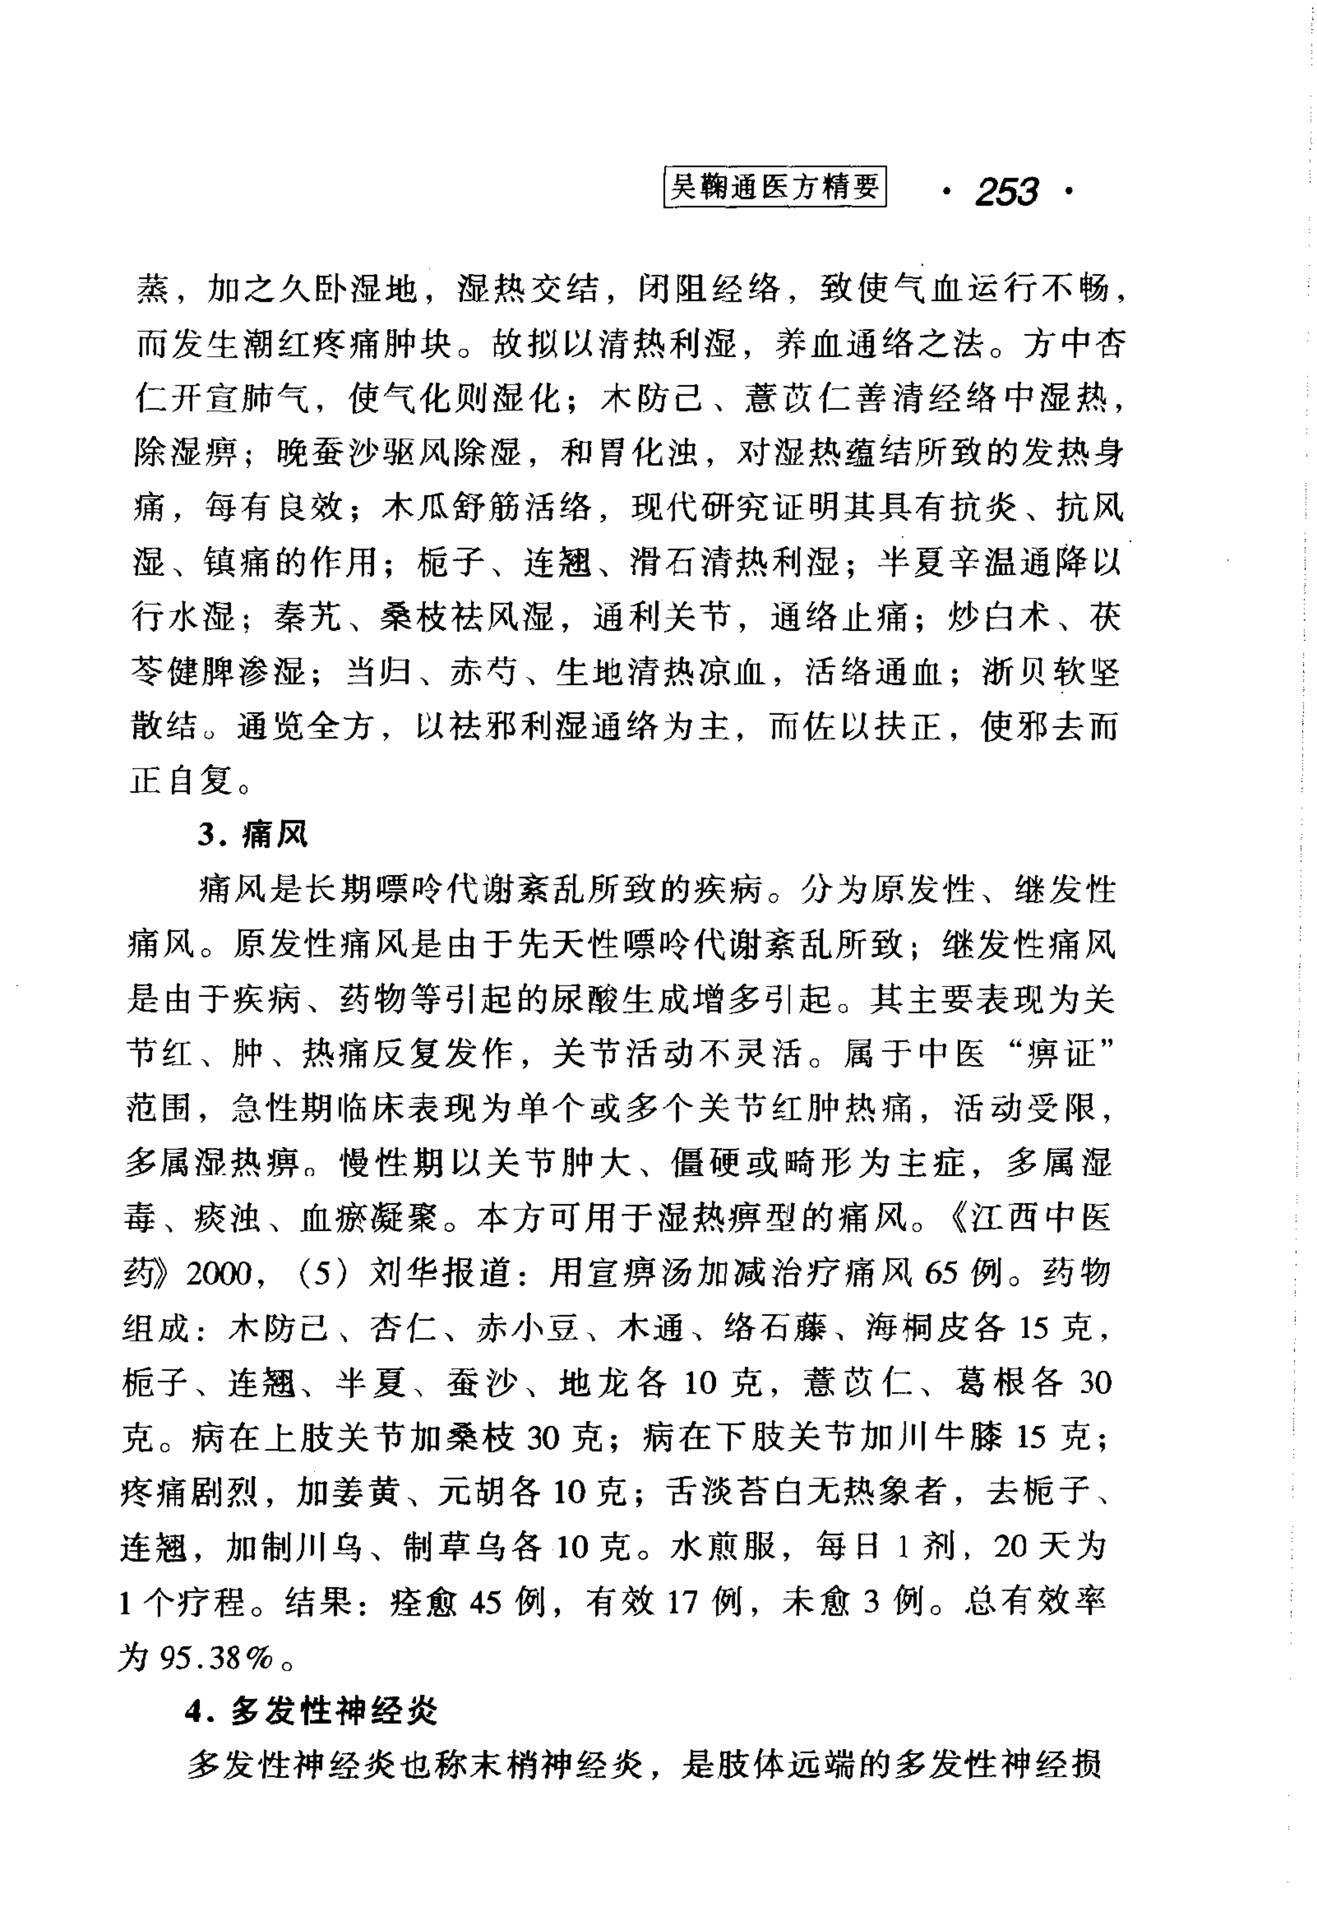 吴鞠通医方精要 · 253 ·
蒸，加之久卧湿地，湿热交结，闭阻经络，致使气血运行不畅，
而发生潮红疼痛肿块。故拟以清热利湿，养血通络之法。方中杏
仁开宣肺气，使气化则湿化；木防己、薏苡仁善清经络中湿热，
除湿痹；晚蚕沙驱风除湿，和胃化浊，对湿热蕴结所致的发热身
痛，每有良效；木瓜舒筋活络，现代研究证明其具有抗炎、抗风
湿、镇痛的作用；栀子、连翘、滑石清热利湿；半夏辛温通降以
行水湿；秦艽、桑枝祛风湿，通利关节，通络止痛；炒白术、茯
苓健脾渗湿；当归、赤芍、生地清热凉血，活络通血；浙贝软坚
散结。通览全方，以祛邪利湿通络为主，而佐以扶正，使邪去而
正自复。
3. 痛风
痛风是长期嘌呤代谢紊乱所致的疾病。分为原发性、继发性
痛风。原发性痛风是由于先天性嘌呤代谢紊乱所致；继发性痛风
是由于疾病、药物等引起的尿酸生成增多引起。其主要表现为关
节红、肿、热痛反复发作，关节活动不灵活。属于中医“痹证”
范围，急性期临床表现为单个或多个关节红肿热痛，活动受限，
多属湿热痹。慢性期以关节肿大、僵硬或畸形为主症，多属湿
毒、痰浊、血瘀凝聚。本方可用于湿热痹型的痛风。《江西中医
药》2000，（5）刘华报道：用宣痹汤加减治疗痛风 65 例。药物
组成：木防己、杏仁、赤小豆、木通、络石藤、海桐皮各 15 克，
栀子、连翘、半夏、蚕沙、地龙各 10 克，薏苡仁、葛根各 30
克。病在上肢关节加桑枝 30 克；病在下肢关节加川牛膝 15 克；
疼痛剧烈，加姜黄、元胡各 10 克；舌淡苔白无热象者，去栀子、
连翘，加制川乌、制草乌各 10 克。水煎服，每日 1 剂，20 天为
1 个疗程。结果：痊愈 45 例，有效 17 例，未愈 3 例。总有效率
为 95.38%。
4. 多发性神经炎
多发性神经炎也称末梢神经炎，是肢体远端的多发性神经损